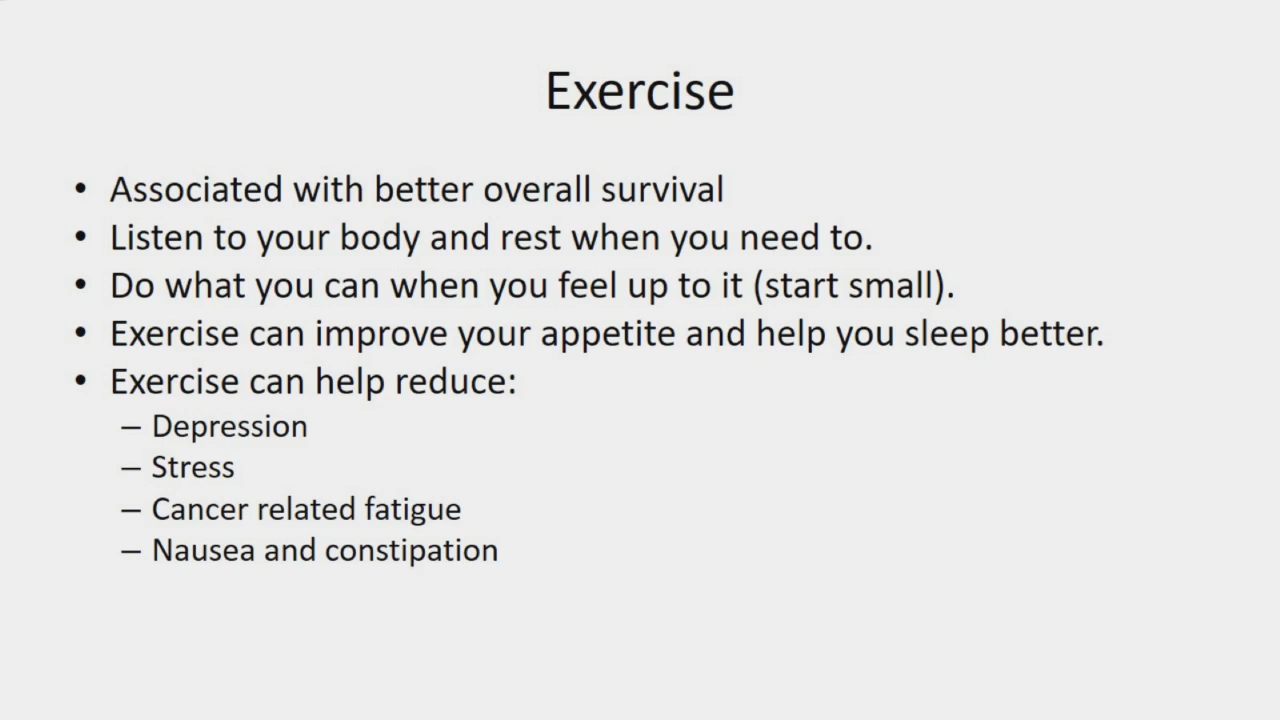 Exercise
• Associated with better overall survival
• Listen to your body and rest when you need to.
• Do what you can when you feel up to it (start small).
• Exercise can improve your appetite and help you sleep better.
• Exercise can help reduce:
– Depression
– Stress
– Cancer related fatigue
– Nausea and constipation